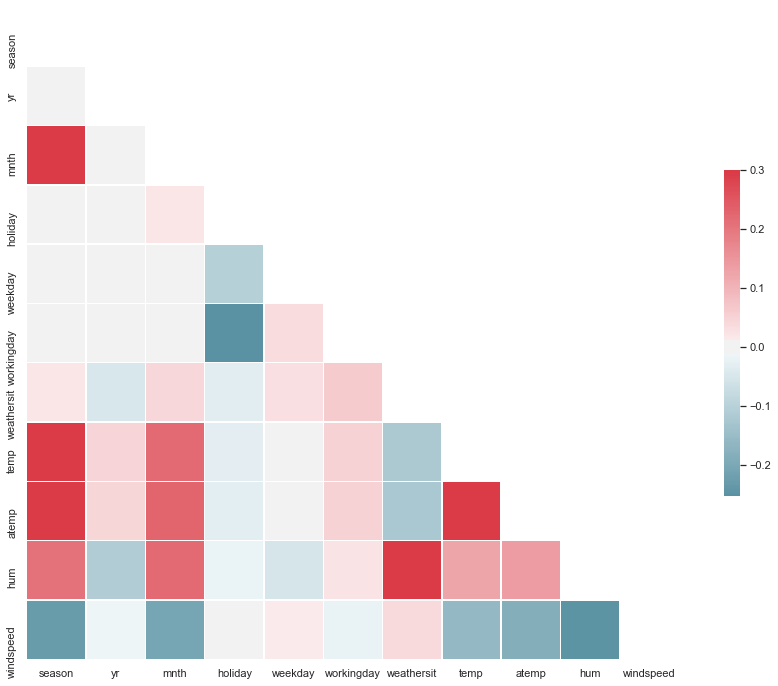 season
yr
mnth
holiday
weekday
workingday
weathersit
temp
atemp
hum
windspeed
season yr mnth holiday weekday workingday weathersit temp atemp hum windspeed
0.3
0.2
0.1
0.0
−0.1
−0.2